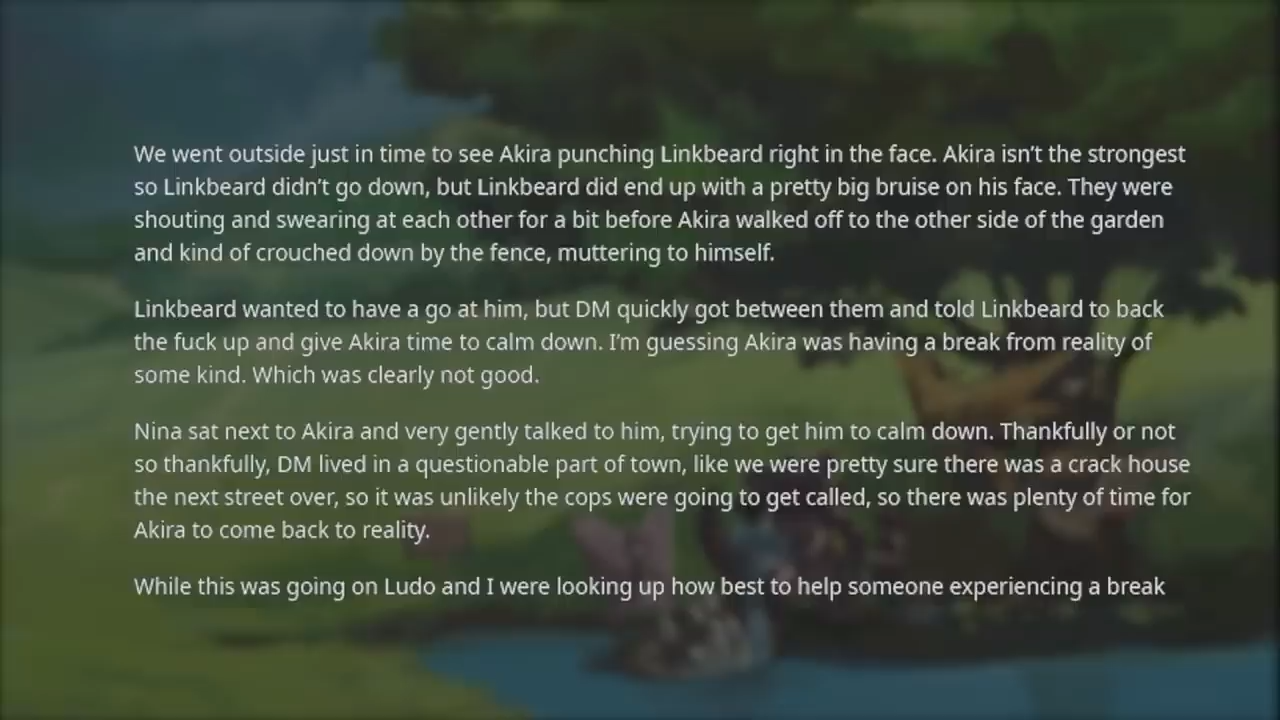 We went outside just in time to see Akira punching Linkbeard right in the face. Akira isn’t the strongest
so Linkbeard didn’t go down, but Linkbeard did end up with a pretty big bruise on his face. They were
shouting and swearing at each other for a bit before Akira walked off to the other side of the garden
and kind of crouched down by the fence, muttering to himself.
Linkbeard wanted to have a go at him, but DM quickly got between them and told Linkbeard to back
the fuck up and give Akira time to calm down. I’m guessing Akira was having a break from reality of
some kind. Which was clearly not good.
Nina sat next to Akira and very gently talked to him, trying to get him to calm down. Thankfully or not
so thankfully, DM lived in a questionable part of town, like we were pretty sure there was a crack house
the next street over, so it was unlikely the cops were going to get called, so there was plenty of time for
Akira to come back to reality.
While this was going on Ludo and I were looking up how best to help someone experiencing a break